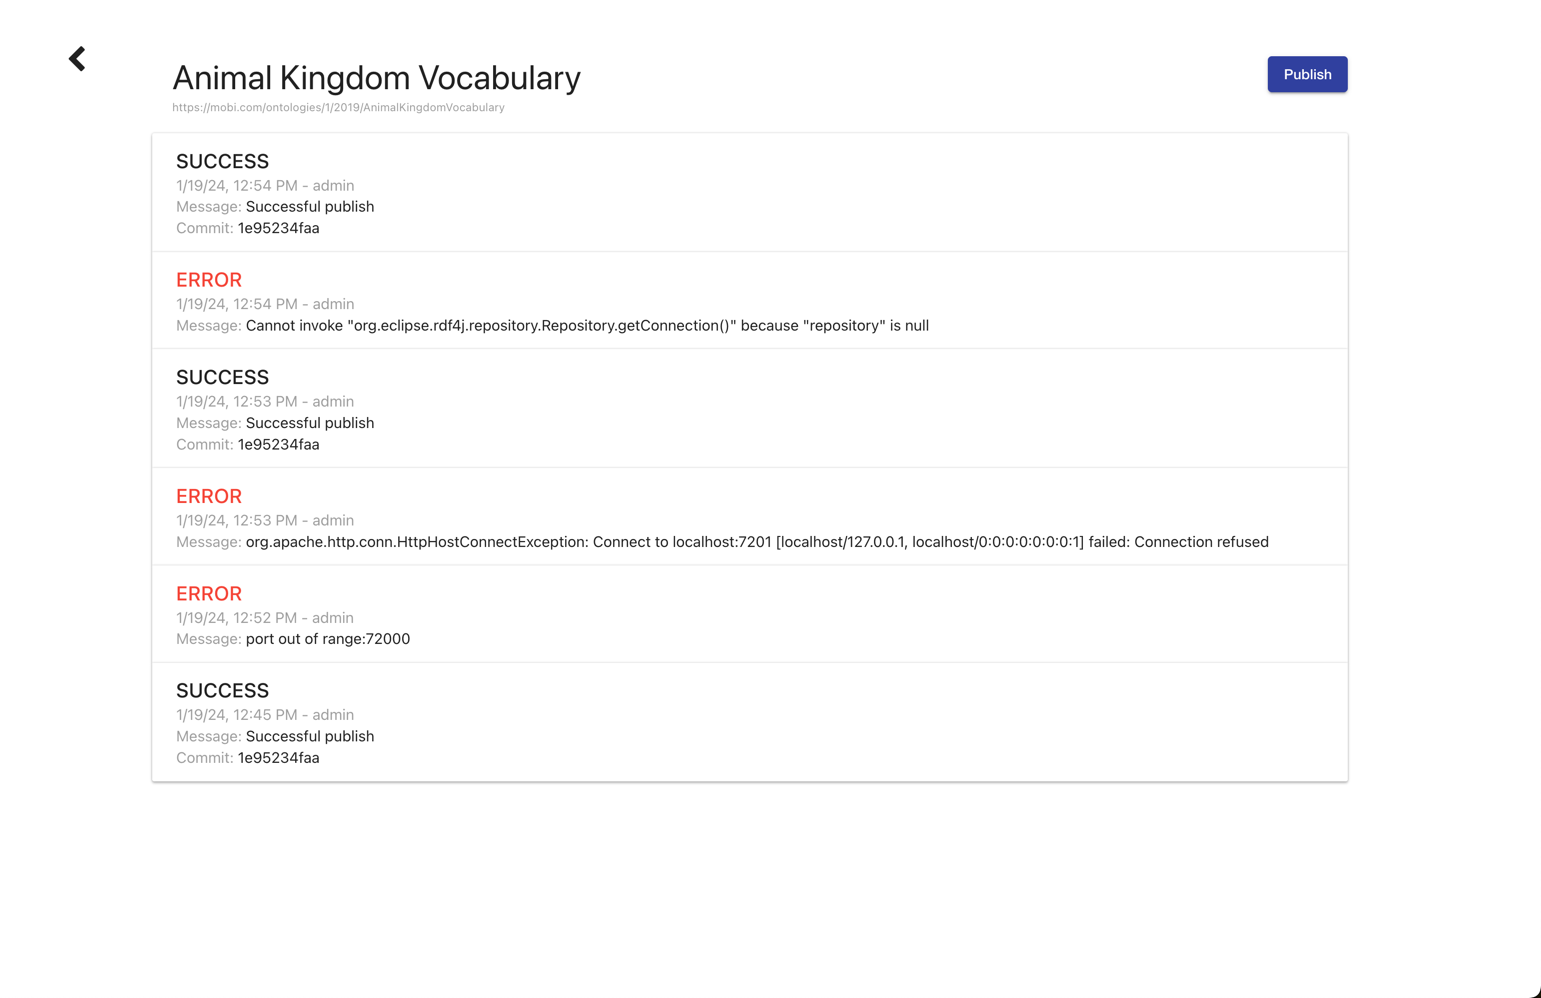 Animal Kingdom Vocabulary
Publish
https://mobi.com/ontologies/1/2019/AnimalKingdomVocabulary
SUCCESS
1/19/24, 12:54 PM - admin
Message: Successful publish
Commit: 1e95234faa
ERROR
1/19/24, 12:54 PM - admin
Message: Cannot invoke "org.eclipse.rdf4j.repository.Repository.getConnection()" because "repository" is null
SUCCESS
1/19/24, 12:53 PM - admin
Message: Successful publish
Commit: 1e95234faa
ERROR
1/19/24, 12:53 PM - admin
Message: org.apache.http.conn.HttpHostConnectException: Connect to localhost:7201 [localhost/127.0.0.1, localhost/0:0:0:0:0:0:0:1] failed: Connection refused
ERROR
1/19/24, 12:52 PM - admin
Message: port out of range:72000
SUCCESS
1/19/24, 12:45 PM - admin
Message: Successful publish
Commit: 1e95234faa